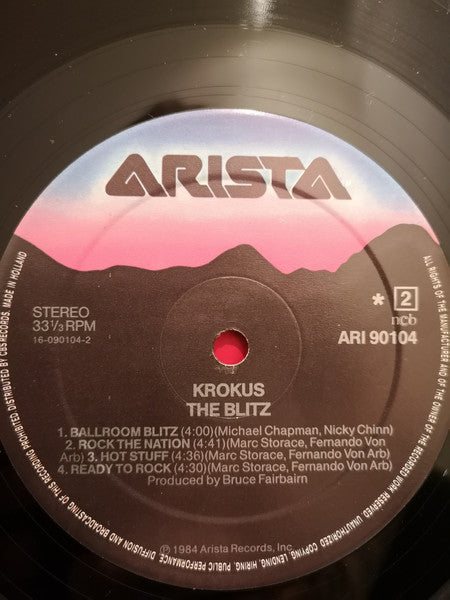 ARISTA
STEREO
33⅓RPM
16-090104-2
* 2
ncb
ARI 90104
KROKUS
THE BLITZ
1. BALLROOM BLITZ (4:00)(Michael Chapman, Nicky Chinn)
2. ROCK THE NATION (4:41)(Marc Storace, Fernando Von
Arb) 3. HOT STUFF (4:36)(Marc Storace, Fernando Von Arb)
4. READY TO ROCK (4:30)(Marc Storace, Fernando Von Arb)
Produced by Bruce Fairbairn
℗ 1984 Arista Records, Inc.
ALL RIGHTS OF THE MANUFACTURER AND OF THE OWNER OF THE RECORDED WORK RESERVED. UNAUTHORIZED COPYING, LENDING, HIRING, PUBLIC PERFORMANCE, DIFFUSION AND BROADCASTING OF THIS RECORDING PROHIBITED. DISTRIBUTED BY CBS RECORDS. MADE IN HOLLAND